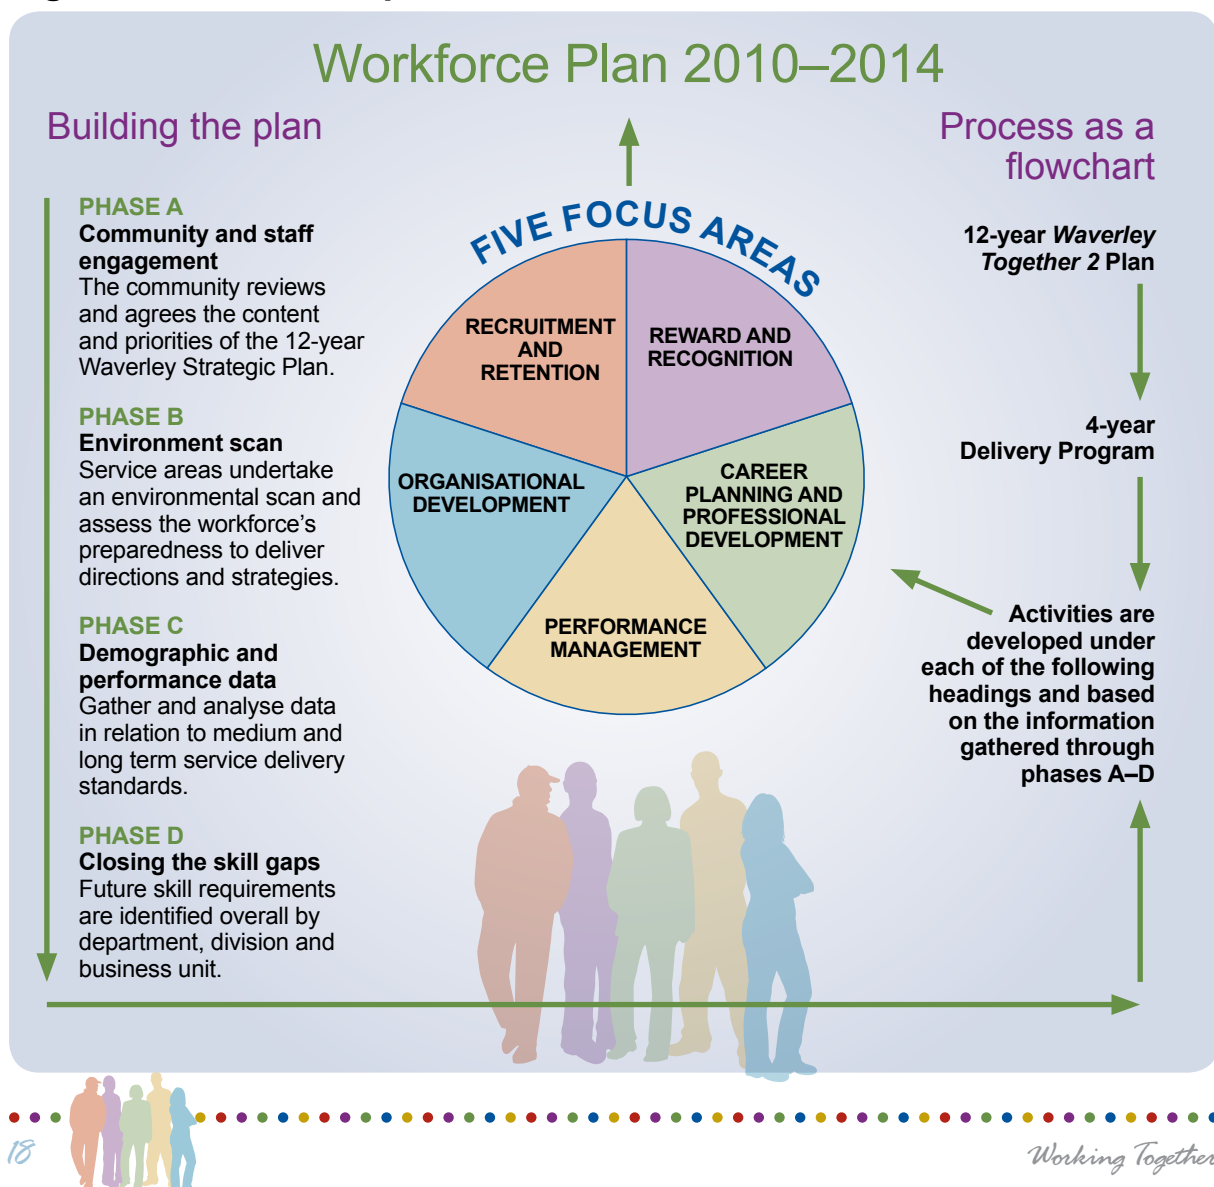 Workforce Plan 2010–2014
Building the plan
PHASE A
Community and staff
engagement
The community reviews
and agrees the content
and priorities of the 12-year
Waverley Strategic Plan.
PHASE B
Environment scan
Service areas undertake
an environmental scan and
assess the workforce’s
preparedness to deliver
directions and strategies.
PHASE C
Demographic and
performance data
Gather and analyse data
in relation to medium and
long term service delivery
standards.
PHASE D
Closing the skill gaps
Future skill requirements
are identified overall by
department, division and
business unit.
FIVE FOCUS AREAS
RECRUITMENT
AND
RETENTION
REWARD AND
RECOGNITION
ORGANISATIONAL
DEVELOPMENT
CAREER
PLANNING AND
PROFESSIONAL
DEVELOPMENT
PERFORMANCE
MANAGEMENT
Process as a
flowchart
12-year Waverley
Together 2 Plan
4-year
Delivery Program
Activities are
developed under
each of the following
headings and based
on the information
gathered through
phases A–D
18
Working Together